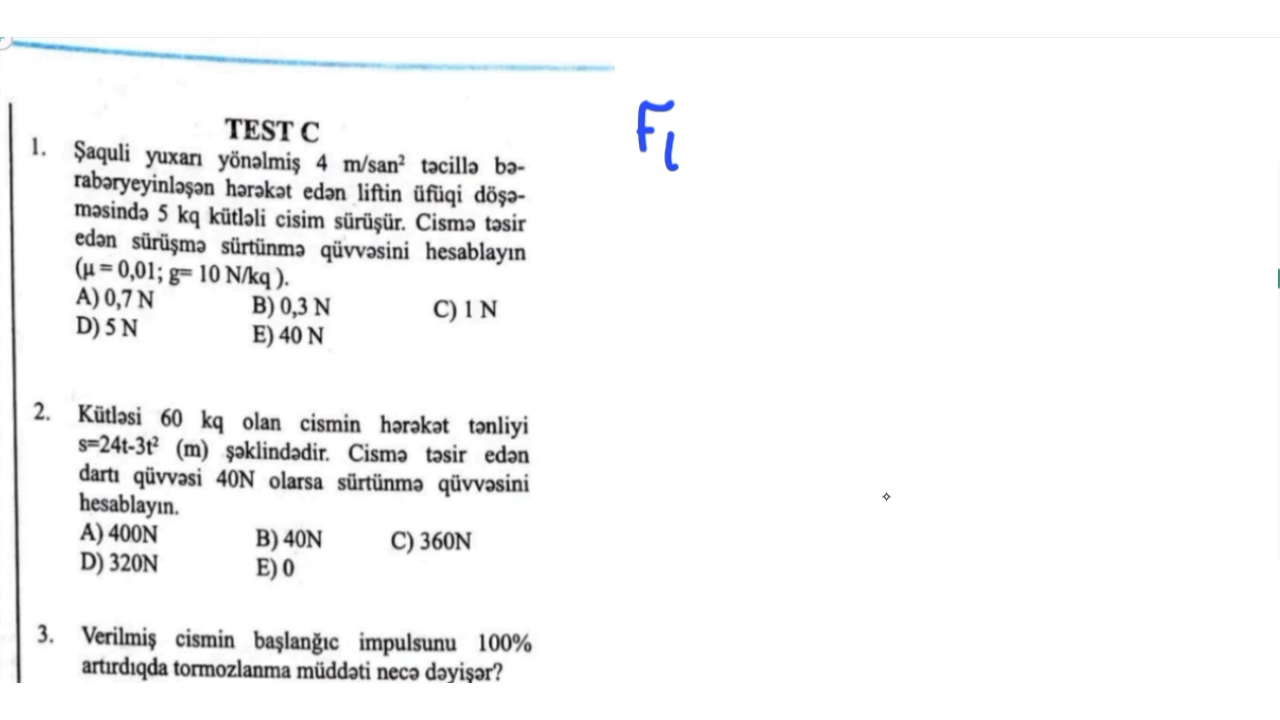 TEST C
1. Şaquli yuxarı yönəlmiş 4 m/san² təcillə bə-
rabəryeyinləşən hərəkət edən liftin üfüqi döşə-
məsində 5 kq kütləli cisim sürüşür. Cismə təsir
edən sürüşmə sürtünmə qüvvəsini hesablayın
(μ = 0,01; g= 10 N/kq ).
A) 0,7 N B) 0,3 N C) 1 N
D) 5 N E) 40 N
2. Kütləsi 60 kq olan cismin hərəkət tənliyi
s=24t-3t² (m) şəklindədir. Cismə təsir edən
dartı qüvvəsi 40N olarsa sürtünmə qüvvəsini
hesablayın.
A) 400N B) 40N C) 360N
D) 320N E) 0
3. Verilmiş cismin başlanğıc impulsunu 100%
artırdıqda tormozlanma müddəti necə dəyişər?